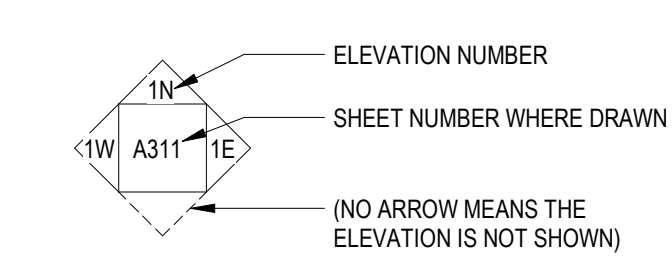 ELEVATION NUMBER
1N
SHEET NUMBER WHERE DRAWN
1W A311 1E
(NO ARROW MEANS THE
ELEVATION IS NOT SHOWN)